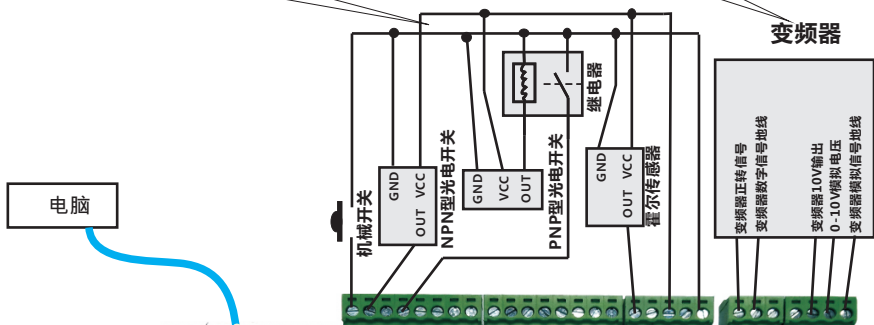 变频器
电脑
机械开关
GND
OUT VCC
NPN型光电开关
GND
VCC
OUT
继电器
PNP型光电开关
GND
OUT VCC
霍尔传感器
变频器正转信号
变频器数字信号地线
变频器10V输出
0-10V模拟电压
变频器模拟信号地线